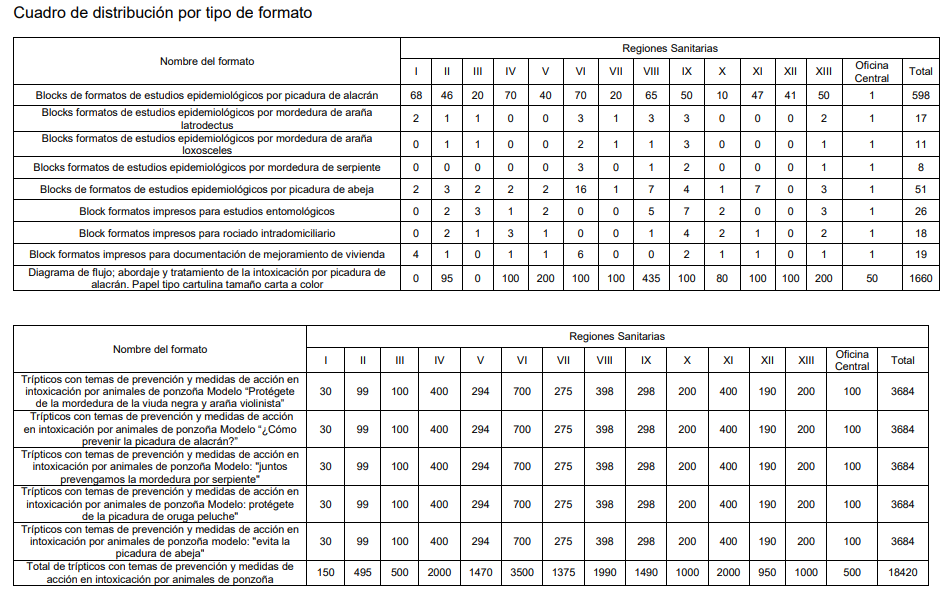 Cuadro de distribución por tipo de formato
Nombre del formato
Regiones Sanitarias
I II III IV V VI VII VIII IX X XI XII XIII Oficina Central Total
Blocks de formatos de estudios epidemiológicos por picadura de alacrán 68 46 20 70 40 70 20 65 50 10 47 41 50 1 598
Blocks formatos de estudios epidemiológicos por mordedura de araña
latrodectus 2 1 1 0 0 3 1 3 3 0 0 0 2 1 17
Blocks formatos de estudios epidemiológicos por mordedura de araña
loxosceles 0 1 1 0 0 2 1 1 3 0 0 0 1 1 11
Blocks formatos de estudios epidemiológicos por mordedura de serpiente 0 0 0 0 0 3 0 1 2 0 0 0 1 1 8
Blocks de formatos de estudios epidemiológicos por picadura de abeja 2 3 2 2 2 16 1 7 4 1 7 0 3 1 51
Block formatos impresos para estudios entomológicos 0 2 3 1 2 0 0 5 7 2 0 0 3 1 26
Block formatos impresos para rociado intradomiciliario 0 2 1 3 1 0 0 1 4 2 1 0 2 1 18
Block formatos impresos para documentación de mejoramiento de vivienda 4 1 0 1 1 6 0 0 2 1 1 0 1 1 19
Diagrama de flujo; abordaje y tratamiento de la intoxicación por picadura de
alacrán. Papel tipo cartulina tamaño carta a color 0 95 0 100 200 100 100 435 100 80 100 100 200 50 1660
Nombre del formato
Regiones Sanitarias
I II III IV V VI VII VIII IX X XI XII XIII Oficina Central Total
Trípticos con temas de prevención y medidas de acción en
intoxicación por animales de ponzoña Modelo “Protégete
de la mordedura de la viuda negra y araña violinista” 30 99 100 400 294 700 275 398 298 200 400 190 200 100 3684
Trípticos con temas de prevención y medidas de acción
en intoxicación por animales de ponzoña Modelo “¿Cómo
prevenir la picadura de alacrán?” 30 99 100 400 294 700 275 398 298 200 400 190 200 100 3684
Trípticos con temas de prevención y medidas de acción en
intoxicación por animales de ponzoña Modelo: "juntos
prevengamos la mordedura por serpiente" 30 99 100 400 294 700 275 398 298 200 400 190 200 100 3684
Trípticos con temas de prevención y medidas de acción en
intoxicación por animales de ponzoña Modelo: protégete
de la picadura de oruga peluche" 30 99 100 400 294 700 275 398 298 200 400 190 200 100 3684
Trípticos con temas de prevención y medidas de acción en
intoxicación por animales de ponzoña modelo: "evita la
picadura de abeja" 30 99 100 400 294 700 275 398 298 200 400 190 200 100 3684
Total de trípticos con temas de prevención y medidas de
acción en intoxicación por animales de ponzoña 150 495 500 2000 1470 3500 1375 1990 1490 1000 2000 950 1000 500 18420